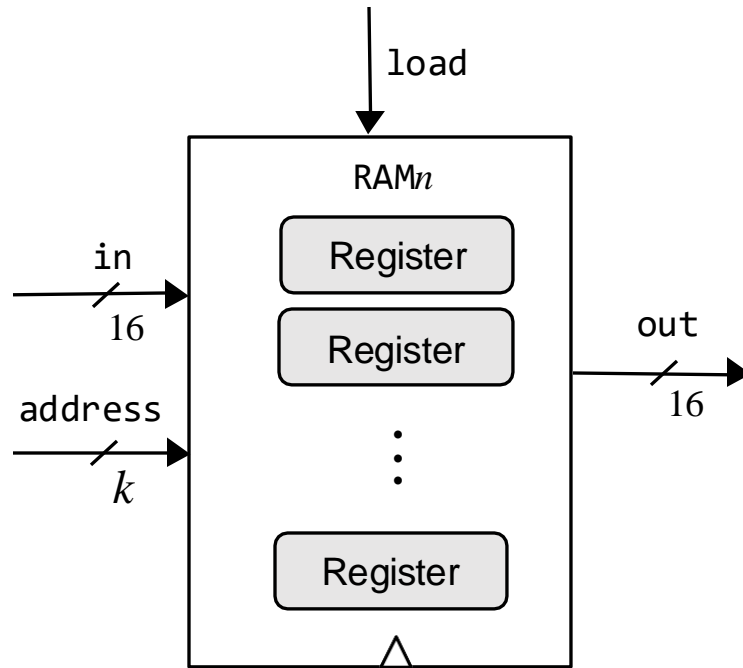 load
RAMn
Register
in
16
Register
out
16
address
k
Register